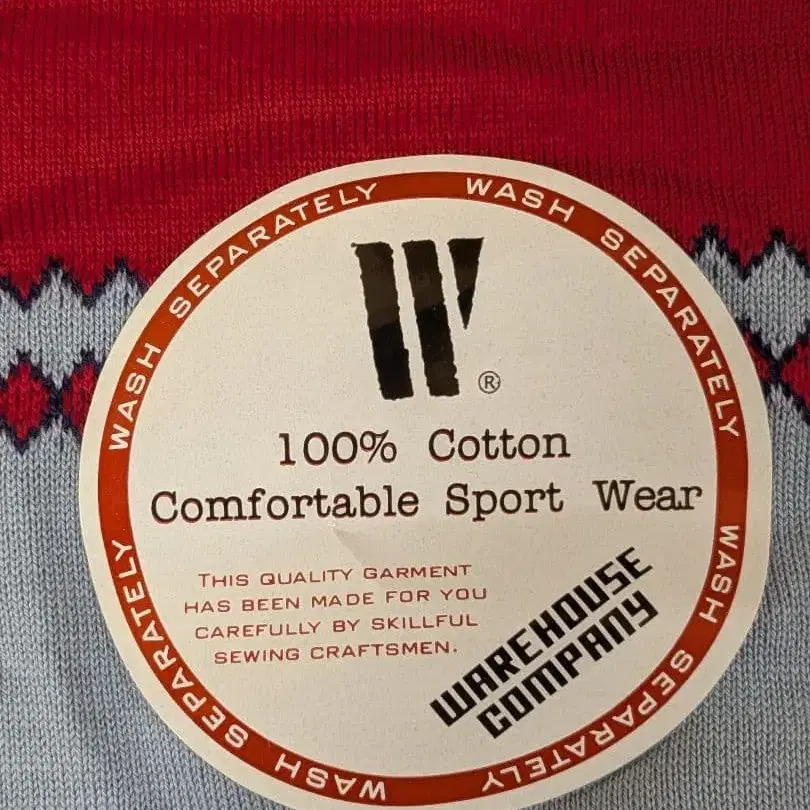 WASH SEPARATELY WASH SEPARATELY WASH SEPARATELY WASH SEPARATELY
W®
100% Cotton
Comfortable Sport Wear
THIS QUALITY GARMENT
HAS BEEN MADE FOR YOU
CAREFULLY BY SKILLFUL
SEWING CRAFTSMEN.
WAREHOUSE
COMPANY